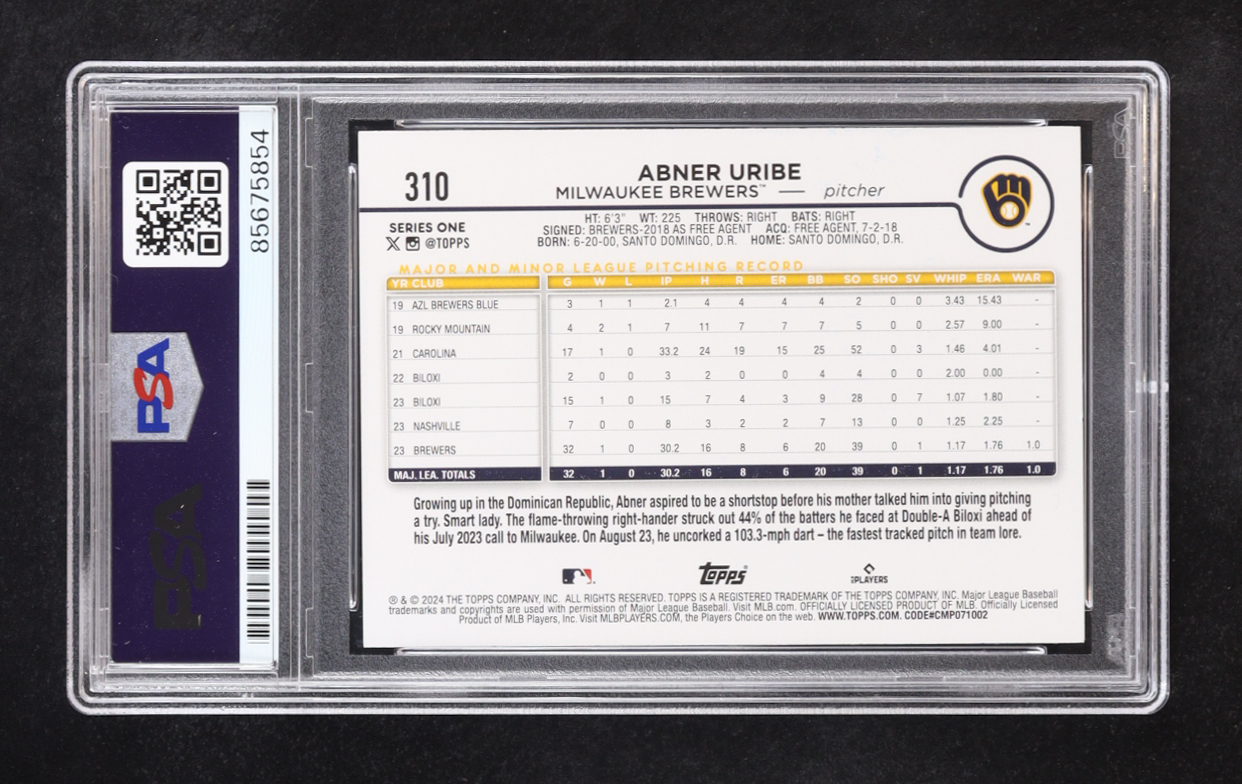 85675854
PSA
PSA
310
ABNER URIBE
MILWAUKEE BREWERS™ — pitcher
SERIES ONE
@TOPPS
HT: 6'3" WT: 225 THROWS: RIGHT BATS: RIGHT
SIGNED: BREWERS-2018 AS FREE AGENT ACQ: FREE AGENT, 7-2-18
BORN: 6-20-00, SANTO DOMINGO, D.R. HOME: SANTO DOMINGO, D.R.
MAJOR AND MINOR LEAGUE PITCHING RECORD
YR CLUB G W L IP H R ER BB SO SHO SV WHIP ERA WAR
19 AZL BREWERS BLUE 3 1 1 2.1 4 4 4 4 2 0 0 3.43 15.43 -
19 ROCKY MOUNTAIN 4 2 1 7 11 7 7 7 5 0 0 2.57 9.00 -
21 CAROLINA 17 1 0 33.2 24 19 15 25 52 0 3 1.46 4.01 -
22 BILOXI 2 0 0 3 2 0 0 4 4 0 0 2.00 0.00 -
23 BILOXI 15 1 0 15 7 4 3 9 28 0 7 1.07 1.80 -
23 NASHVILLE 7 0 0 8 3 2 2 7 13 0 0 1.25 2.25 -
23 BREWERS 32 1 0 30.2 16 8 6 20 39 0 1 1.17 1.76 1.0
MAJ. LEA. TOTALS 32 1 0 30.2 16 8 6 20 39 0 1 1.17 1.76 1.0
Growing up in the Dominican Republic, Abner aspired to be a shortstop before his mother talked him into giving pitching
a try. Smart lady. The flame-throwing right-hander struck out 44% of the batters he faced at Double-A Biloxi ahead of
his July 2023 call to Milwaukee. On August 23, he uncorked a 103.3-mph dart – the fastest tracked pitch in team lore.
Topps® PLAYERS
® & © 2024 THE TOPPS COMPANY, INC. ALL RIGHTS RESERVED. TOPPS IS A REGISTERED TRADEMARK OF THE TOPPS COMPANY, INC. Major League Baseball
trademarks and copyrights are used with permission of Major League Baseball. Visit MLB.com. OFFICIALLY LICENSED PRODUCT OF MLB. Officially Licensed
Product of MLB Players, Inc. Visit MLBPLAYERS.COM, the Players Choice on the web. WWW.TOPPS.COM. CODE#CMP071002